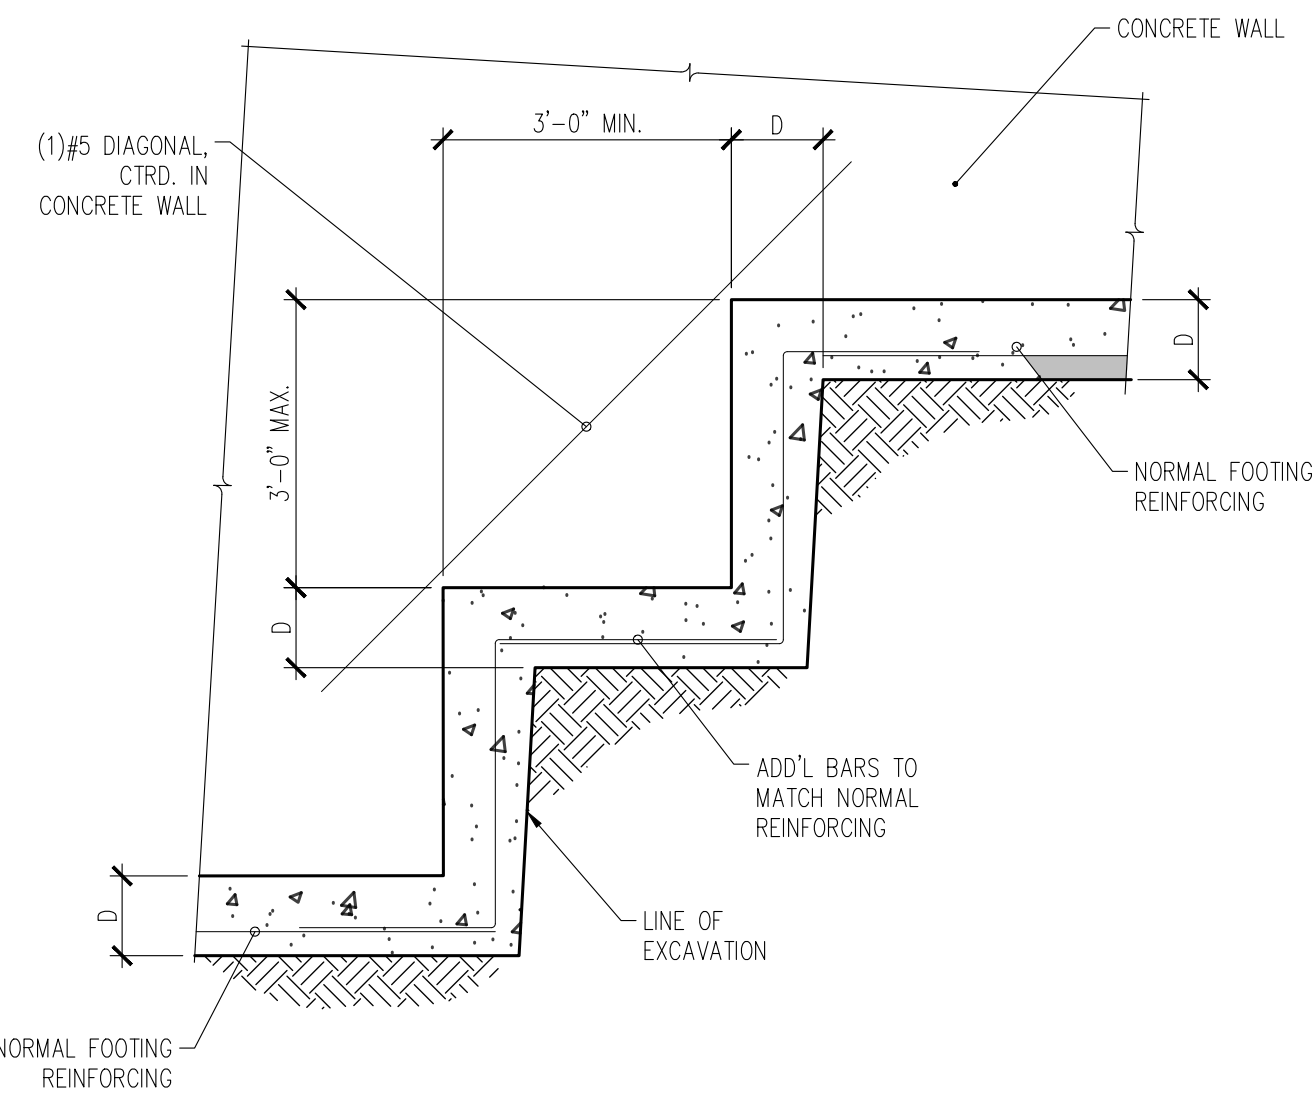 CONCRETE WALL
3'-0" MIN.
D
(1)#5 DIAGONAL,
CTRD. IN
CONCRETE WALL
D
3'-0" MAX.
NORMAL FOOTING
REINFORCING
D
ADD'L BARS TO
MATCH NORMAL
REINFORCING
D
LINE OF
EXCAVATION
NORMAL FOOTING
REINFORCING